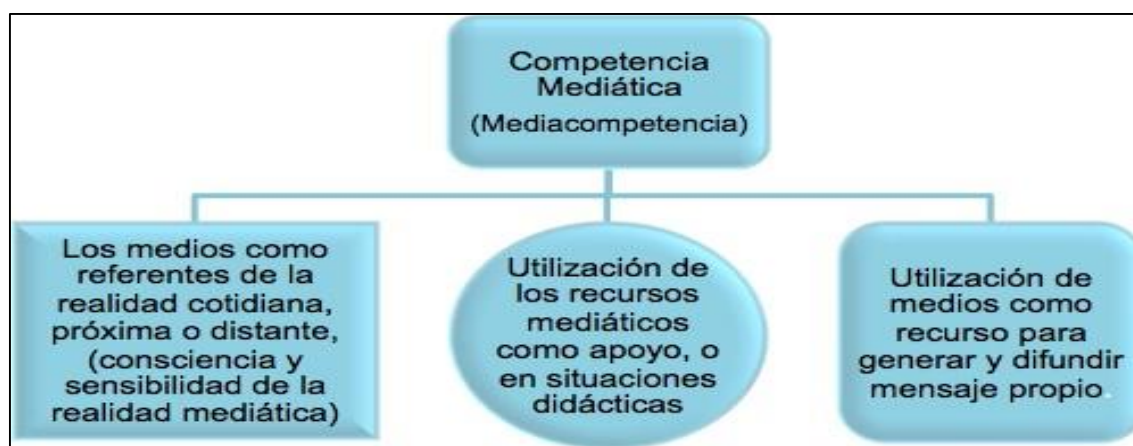 Competencia
Mediática
(Mediacompetencia)
Los medios como
referentes de la
realidad cotidiana,
próxima o distante,
(consciencia y
sensibilidad de la
realidad mediática)
Utilización de
los recursos
mediáticos
como apoyo, o
en situaciones
didácticas
Utilización de
medios como
recurso para
generar y difundir
mensaje propio.